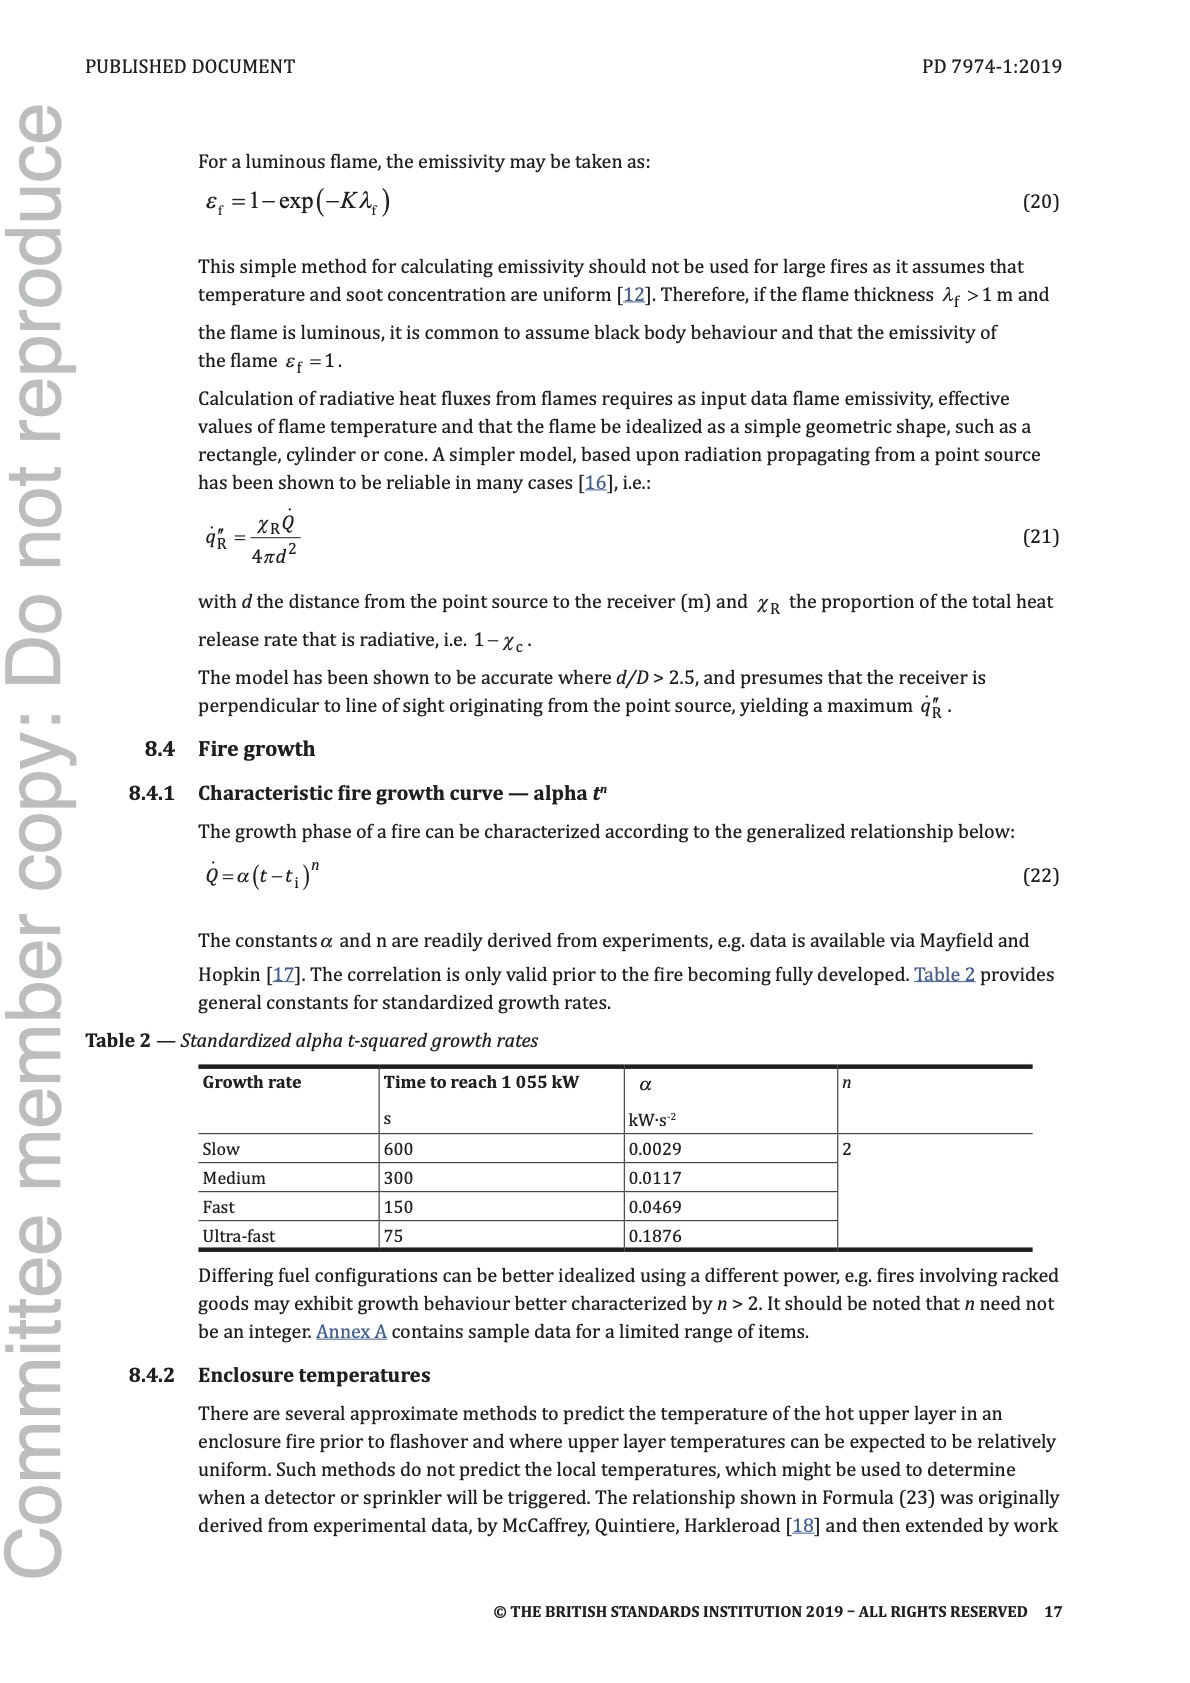 PUBLISHED DOCUMENT
PD 7974-1:2019
Committee member copy: Do not reproduce
For a luminous flame, the emissivity may be taken as:
ε_f = 1 − exp(−Kλ_f) (20)
This simple method for calculating emissivity should not be used for large fires as it assumes that
temperature and soot concentration are uniform [12]. Therefore, if the flame thickness λ_f > 1 m and
the flame is luminous, it is common to assume black body behaviour and that the emissivity of
the flame ε_f = 1.
Calculation of radiative heat fluxes from flames requires as input data flame emissivity, effective
values of flame temperature and that the flame be idealized as a simple geometric shape, such as a
rectangle, cylinder or cone. A simpler model, based upon radiation propagating from a point source
has been shown to be reliable in many cases [16], i.e.:
q̇″_R = χ_R Q̇ / 4πd² (21)
with d the distance from the point source to the receiver (m) and χ_R the proportion of the total heat
release rate that is radiative, i.e. 1 − χ_c.
The model has been shown to be accurate where d/D > 2.5, and presumes that the receiver is
perpendicular to line of sight originating from the point source, yielding a maximum q̇″_R .
8.4 Fire growth
8.4.1 Characteristic fire growth curve — alpha tⁿ
The growth phase of a fire can be characterized according to the generalized relationship below:
Q̇ = α(t − t_i)ⁿ (22)
The constants α and n are readily derived from experiments, e.g. data is available via Mayfield and
Hopkin [17]. The correlation is only valid prior to the fire becoming fully developed. Table 2 provides
general constants for standardized growth rates.
Table 2 — Standardized alpha t-squared growth rates
Growth rate Time to reach 1 055 kW α n
s kW·s⁻²
Slow 600 0.0029 2
Medium 300 0.0117
Fast 150 0.0469
Ultra-fast 75 0.1876
Differing fuel configurations can be better idealized using a different power, e.g. fires involving racked
goods may exhibit growth behaviour better characterized by n > 2. It should be noted that n need not
be an integer. Annex A contains sample data for a limited range of items.
8.4.2 Enclosure temperatures
There are several approximate methods to predict the temperature of the hot upper layer in an
enclosure fire prior to flashover and where upper layer temperatures can be expected to be relatively
uniform. Such methods do not predict the local temperatures, which might be used to determine
when a detector or sprinkler will be triggered. The relationship shown in Formula (23) was originally
derived from experimental data, by McCaffrey, Quintiere, Harkleroad [18] and then extended by work
© THE BRITISH STANDARDS INSTITUTION 2019 – ALL RIGHTS RESERVED 17